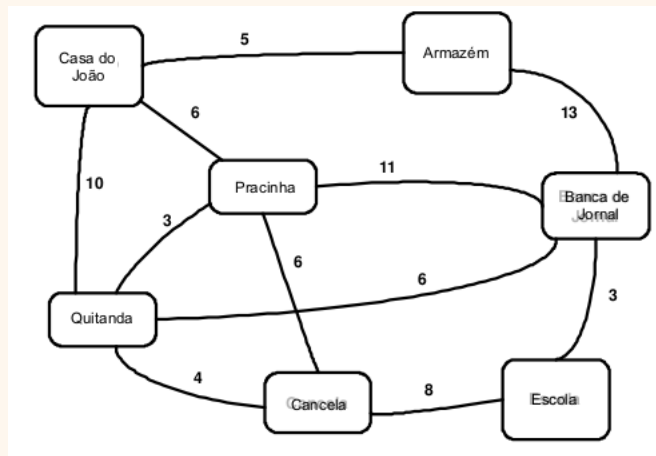 Casa do
João
5
Armazém
6
13
10
Pracinha
11
Banca de
Jornal
3
6
6
3
Quitanda
4
Cancela
8
Escola